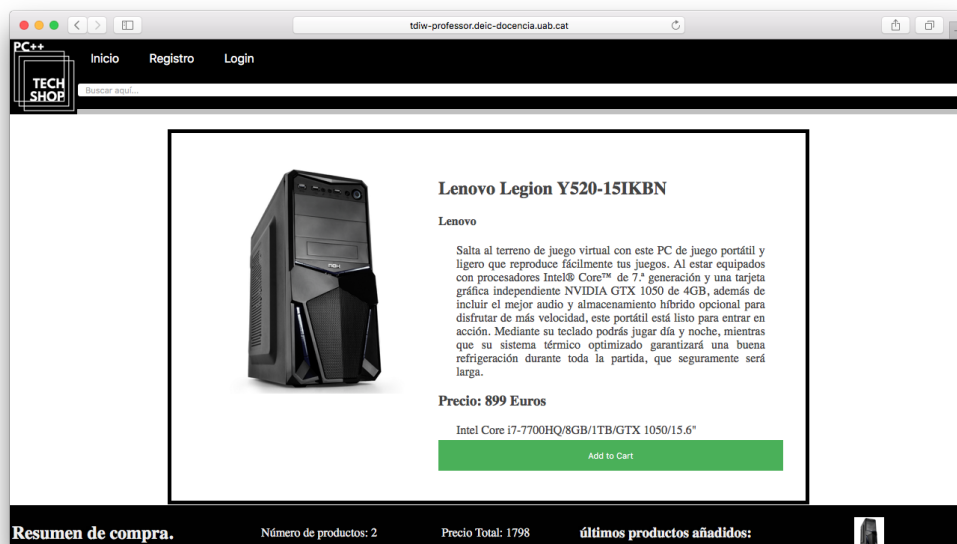 tdiw-professor.deic-docencia.uab.cat
PC++
TECH
SHOP
Inicio Registro Login
Buscar aquí...
Lenovo Legion Y520-15IKBN
Lenovo
Salta al terreno de juego virtual con este PC de juego portátil y
ligero que reproduce fácilmente tus juegos. Al estar equipados
con procesadores Intel® Core™ de 7.ª generación y una tarjeta
gráfica independiente NVIDIA GTX 1050 de 4GB, además de
incluir el mejor audio y almacenamiento híbrido opcional para
disfrutar de más velocidad, este portátil está listo para entrar en
acción. Mediante su teclado podrás jugar día y noche, mientras
que su sistema térmico optimizado garantizará una buena
refrigeración durante toda la partida, que seguramente será
larga.
Precio: 899 Euros
Intel Core i7-7700HQ/8GB/1TB/GTX 1050/15.6"
Add to Cart
Resumen de compra. Número de productos: 2 Precio Total: 1798 últimos productos añadidos: